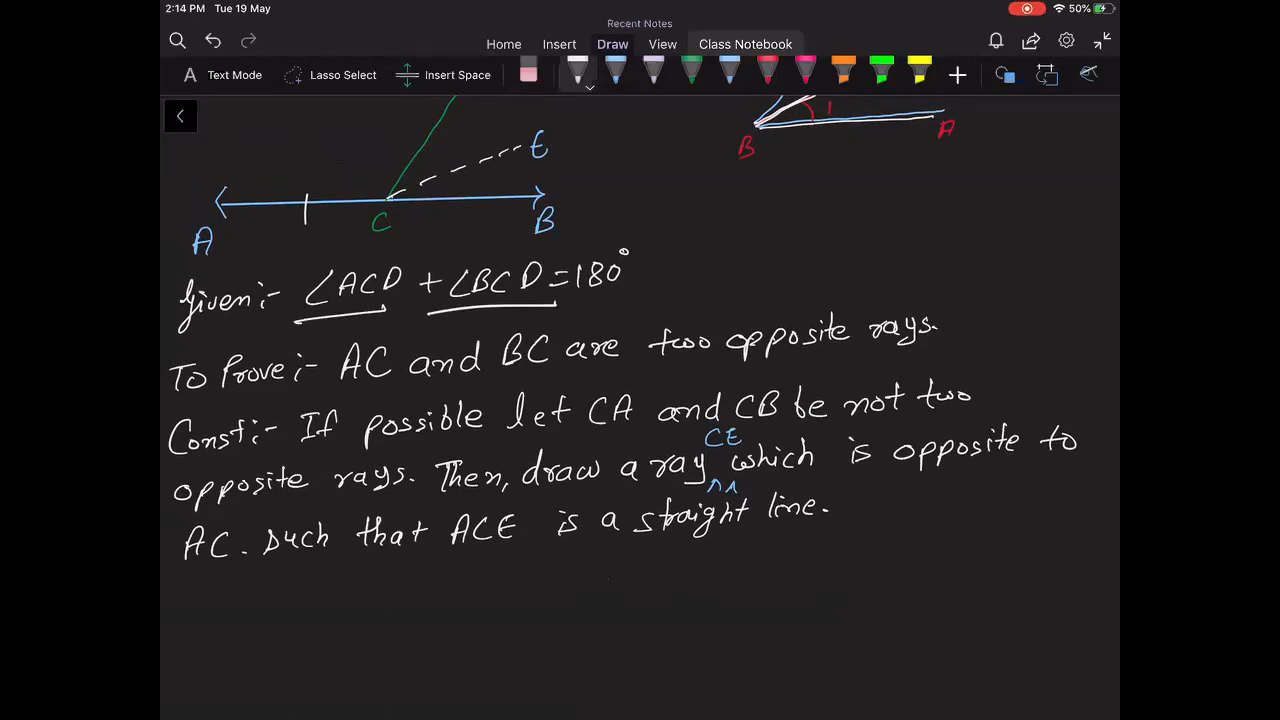 2:14 PM Tue 19 May
50%
Recent Notes
Home Insert Draw View Class Notebook
A Text Mode Lasso Select Insert Space
E
A C B
B 1 A
Given :- ∠ACD + ∠BCD = 180°
To Prove :- AC and BC are two opposite rays.
Const :- If possible let CA and CB be not two
opposite rays. Then, draw a ray CE which is opposite to
AC. such that ACE is a straight line.